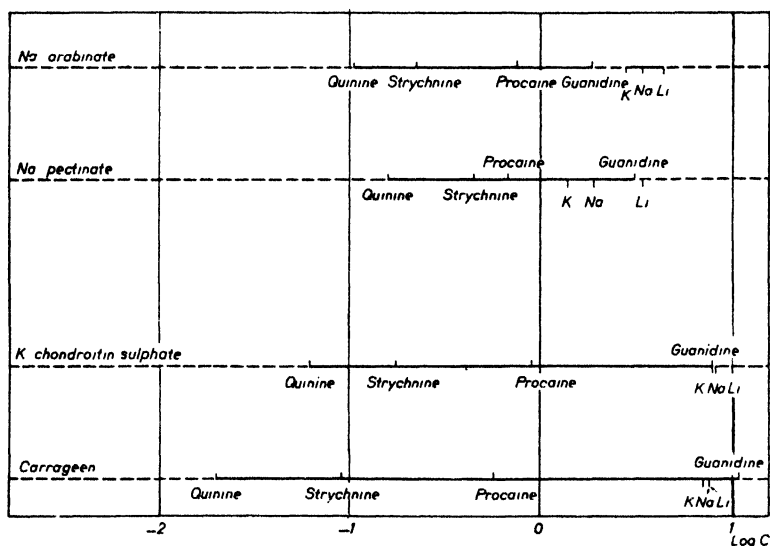 Na arabinate
Quinine Strychnine Procaine Guanidine
K Na Li
Na pectinate
Procaine Guanidine
Quinine Strychnine K Na Li
K chondroitin sulphate
Guanidine
Quinine Strychnine Procaine K Na Li
Carrageen
Guanidine
Quinine Strychnine Procaine
K Na Li
-2 -1 0 1
Log C